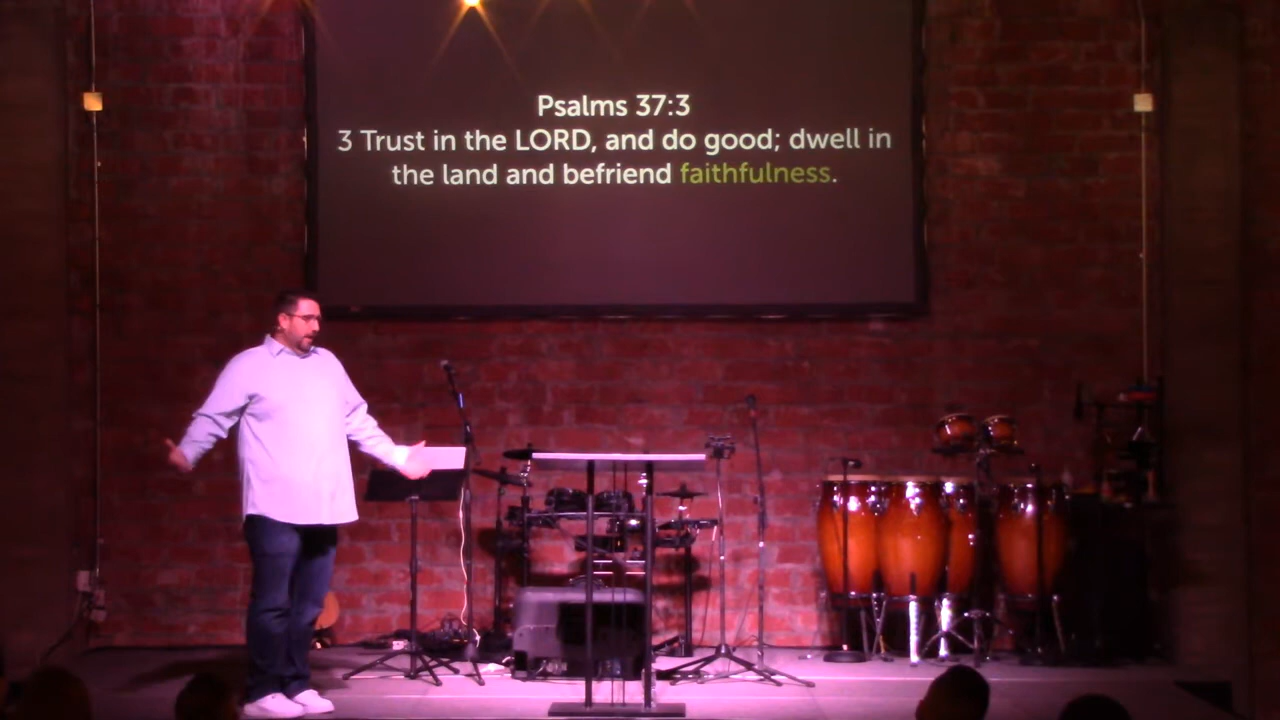 Psalms 37:3
3 Trust in the LORD, and do good; dwell in
the land and befriend faithfulness.